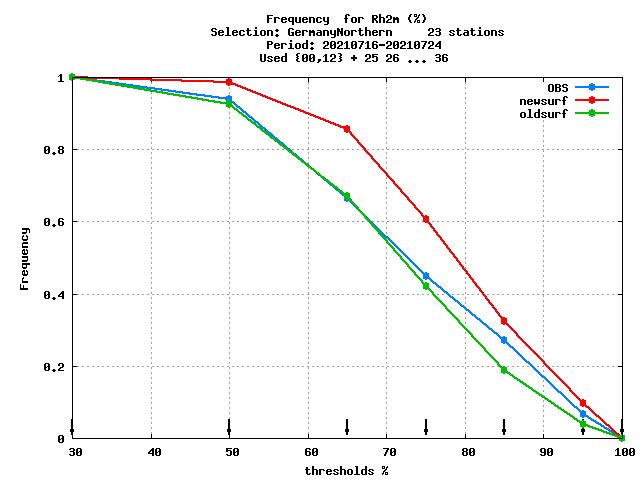 Frequency  for Rh2m (%)
Selection: GermanyNorthern     23 stations
Period: 20210716-20210724
Used {00,12} + 25 26 ... 36
OBS
newsurf
oldsurf
1
0.8
0.6
0.4
0.2
0
Frequency
30 40 50 60 70 80 90 100
thresholds %